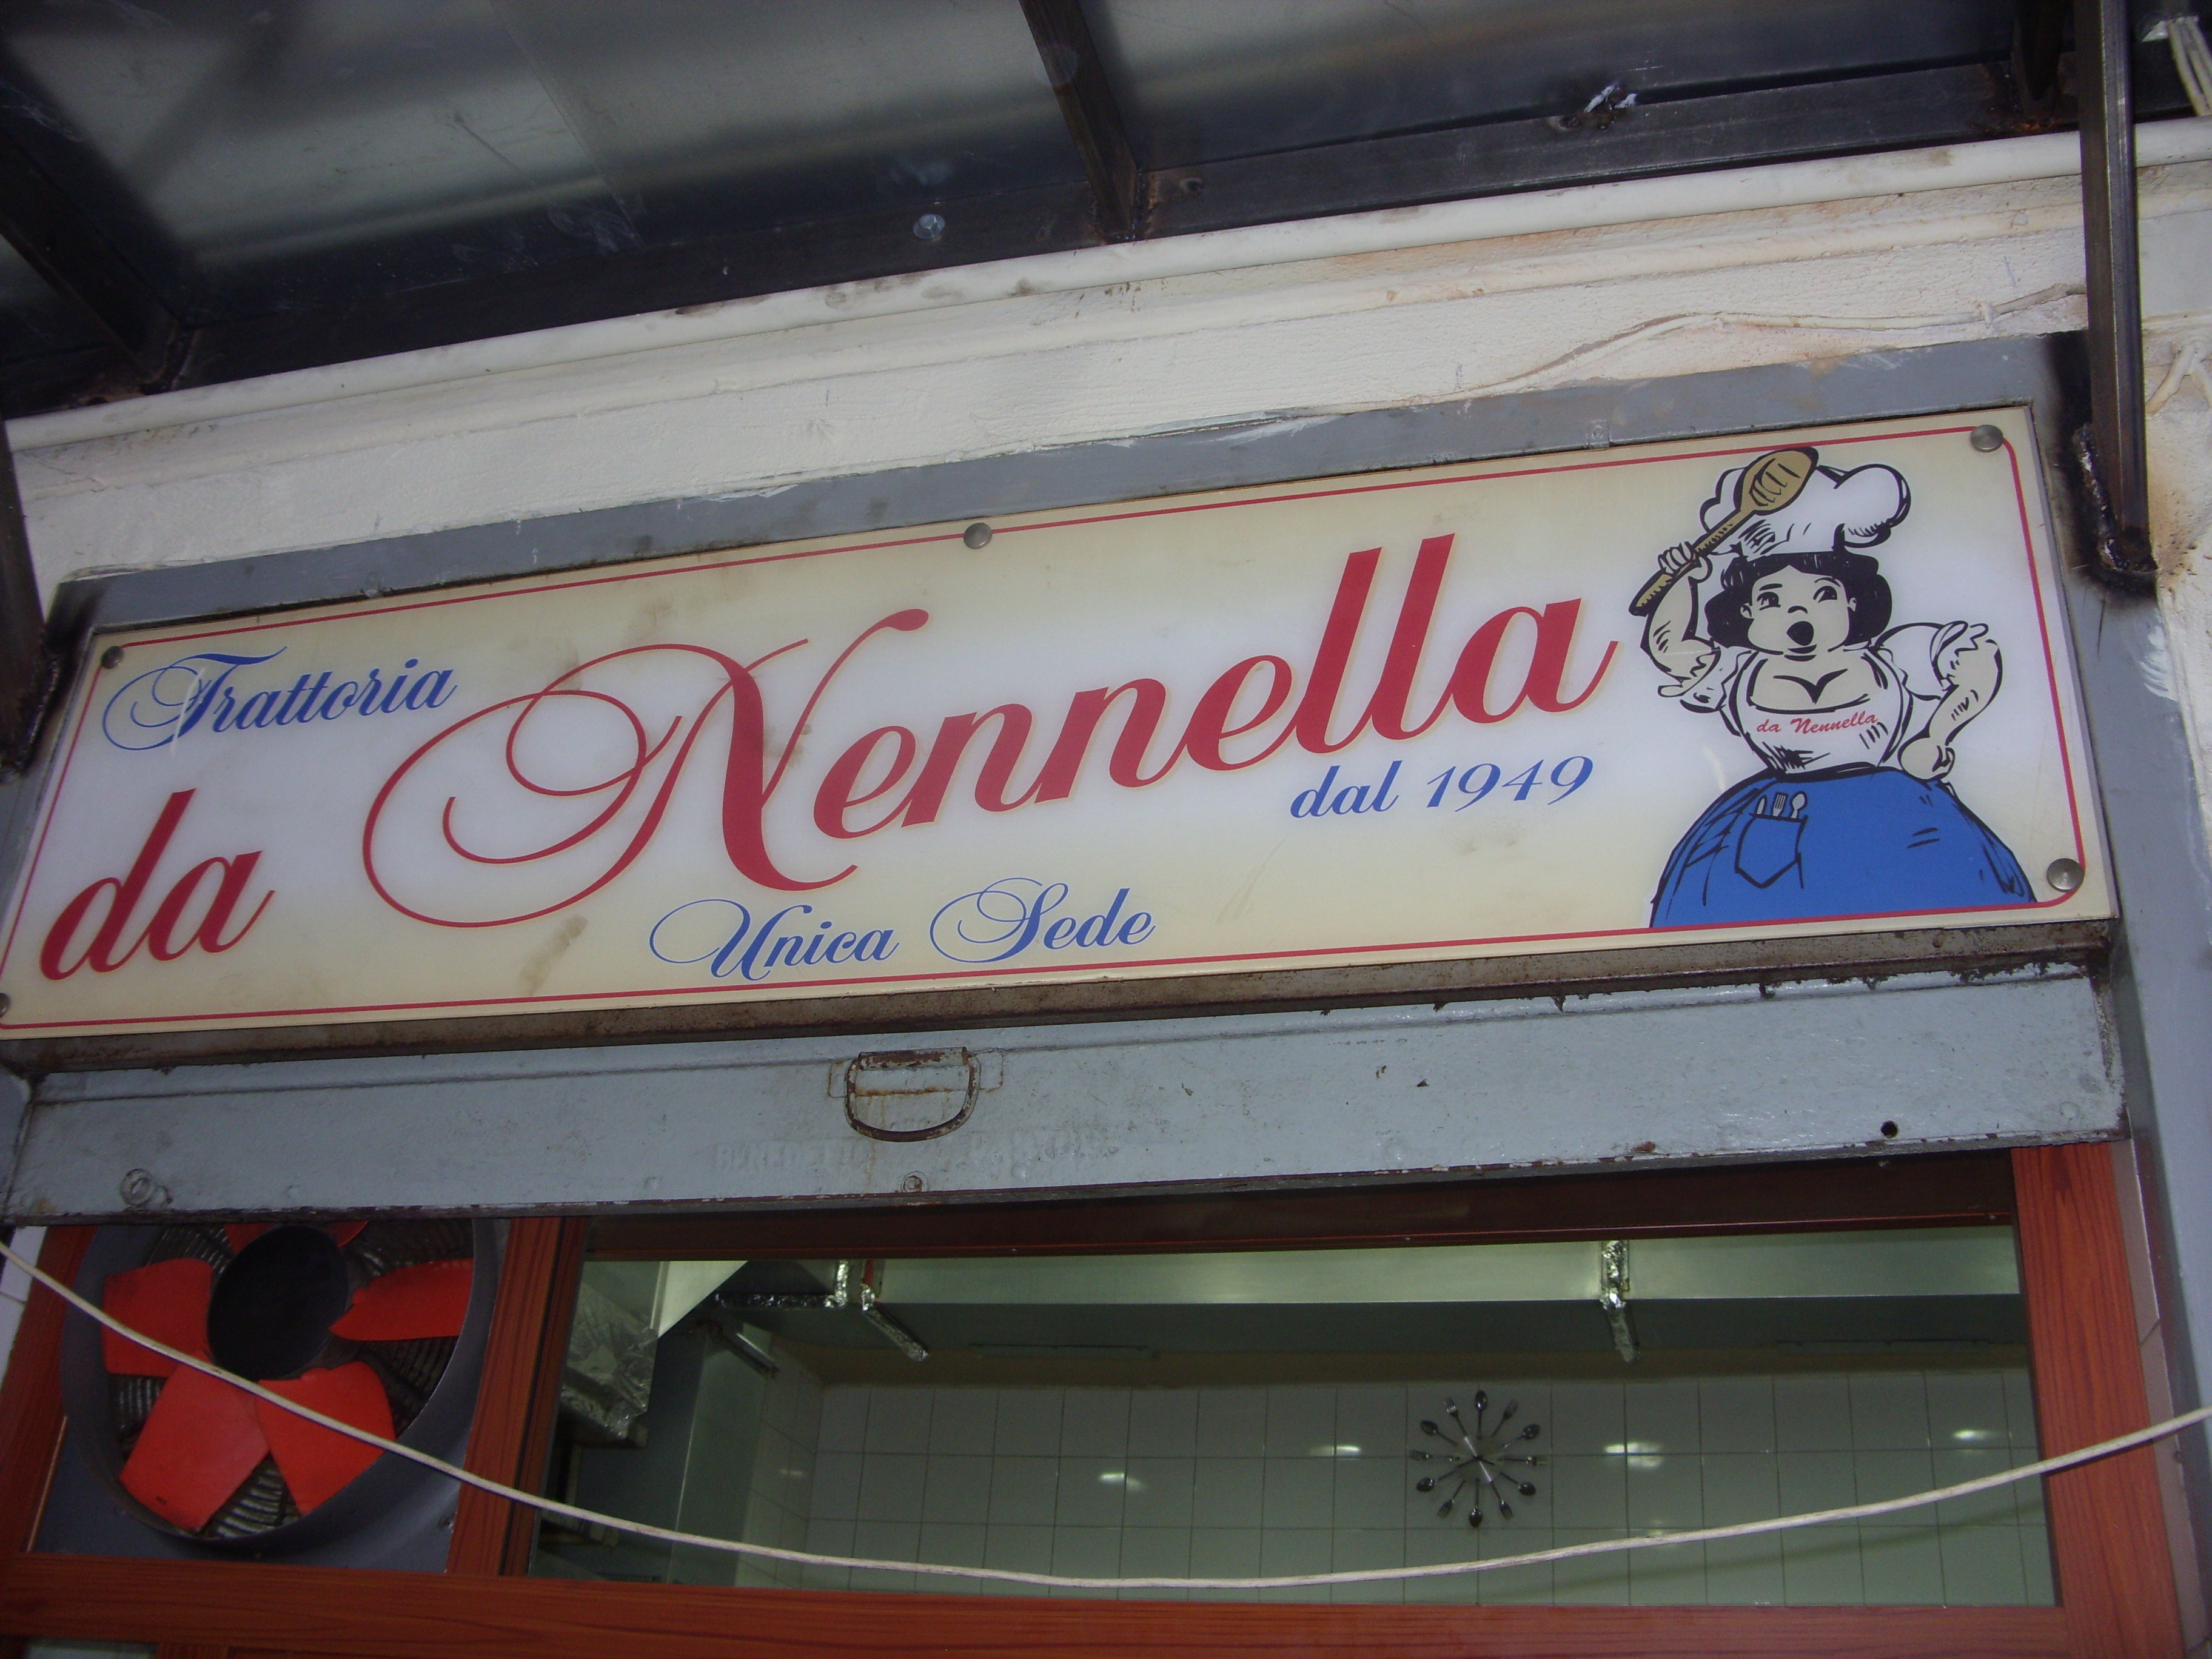 Trattoria
da Nennella
dal 1949
Unica Sede
da Nennella